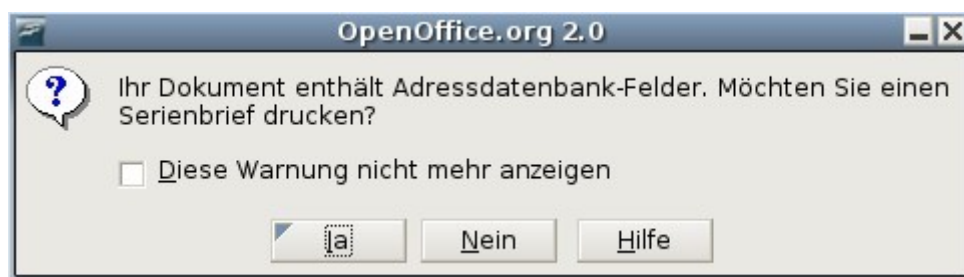 OpenOffice.org 2.0
Ihr Dokument enthält Adressdatenbank-Felder. Möchten Sie einen
Serienbrief drucken?
Diese Warnung nicht mehr anzeigen
Ja Nein Hilfe